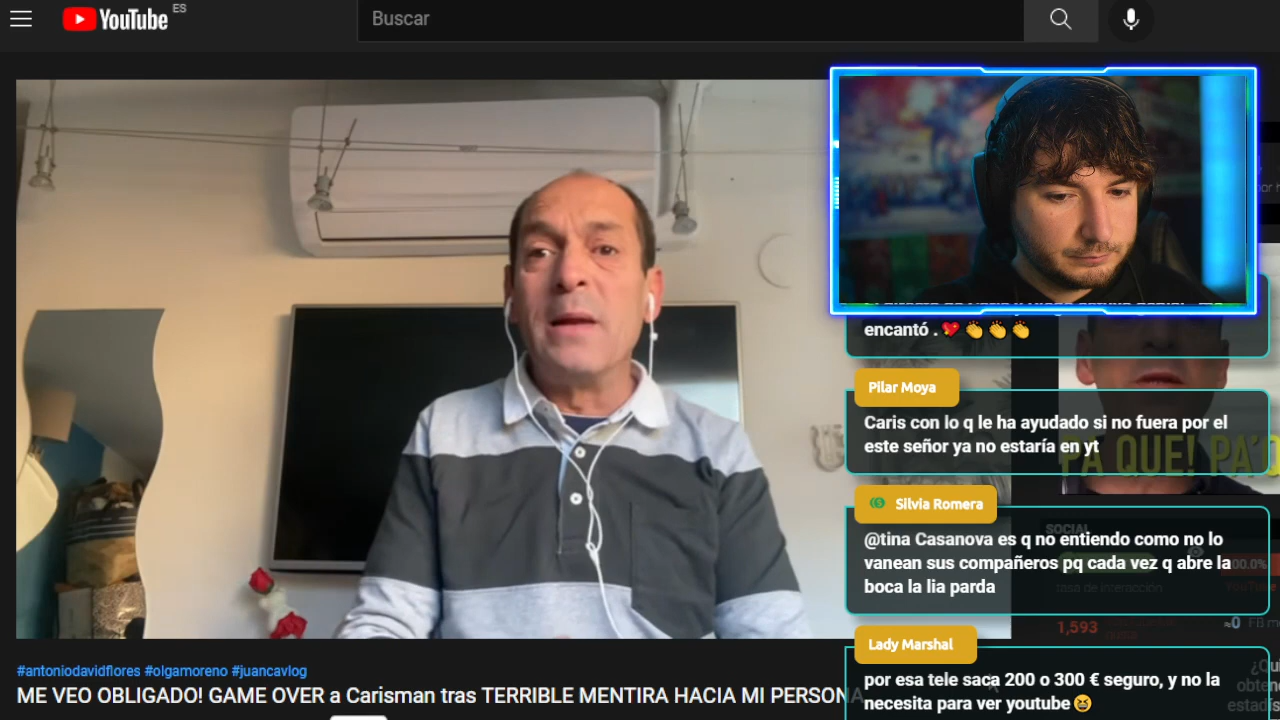 YouTube ES
Buscar
encantó . ❤️ 👏 👏 👏
Pilar Moya
Caris con lo q le ha ayudado si no fuera por el
este señor ya no estaría en yt
PA QUE! PA'
Silvia Romera
@tina Casanova es q no entiendo como no lo
vanean sus compañeros pq cada vez q abre la
boca la lia parda
SOCIAL
tasa de interacción
1,593
≈0 FB
Lady Marshal
por esa tele saca 200 o 300 € seguro, y no la
necesita para ver youtube 😫
#antoniodavidflores #olgamoreno #juancavlog
ME VEO OBLIGADO! GAME OVER a Carisman tras TERRIBLE MENTIRA HACIA MI PERSONA